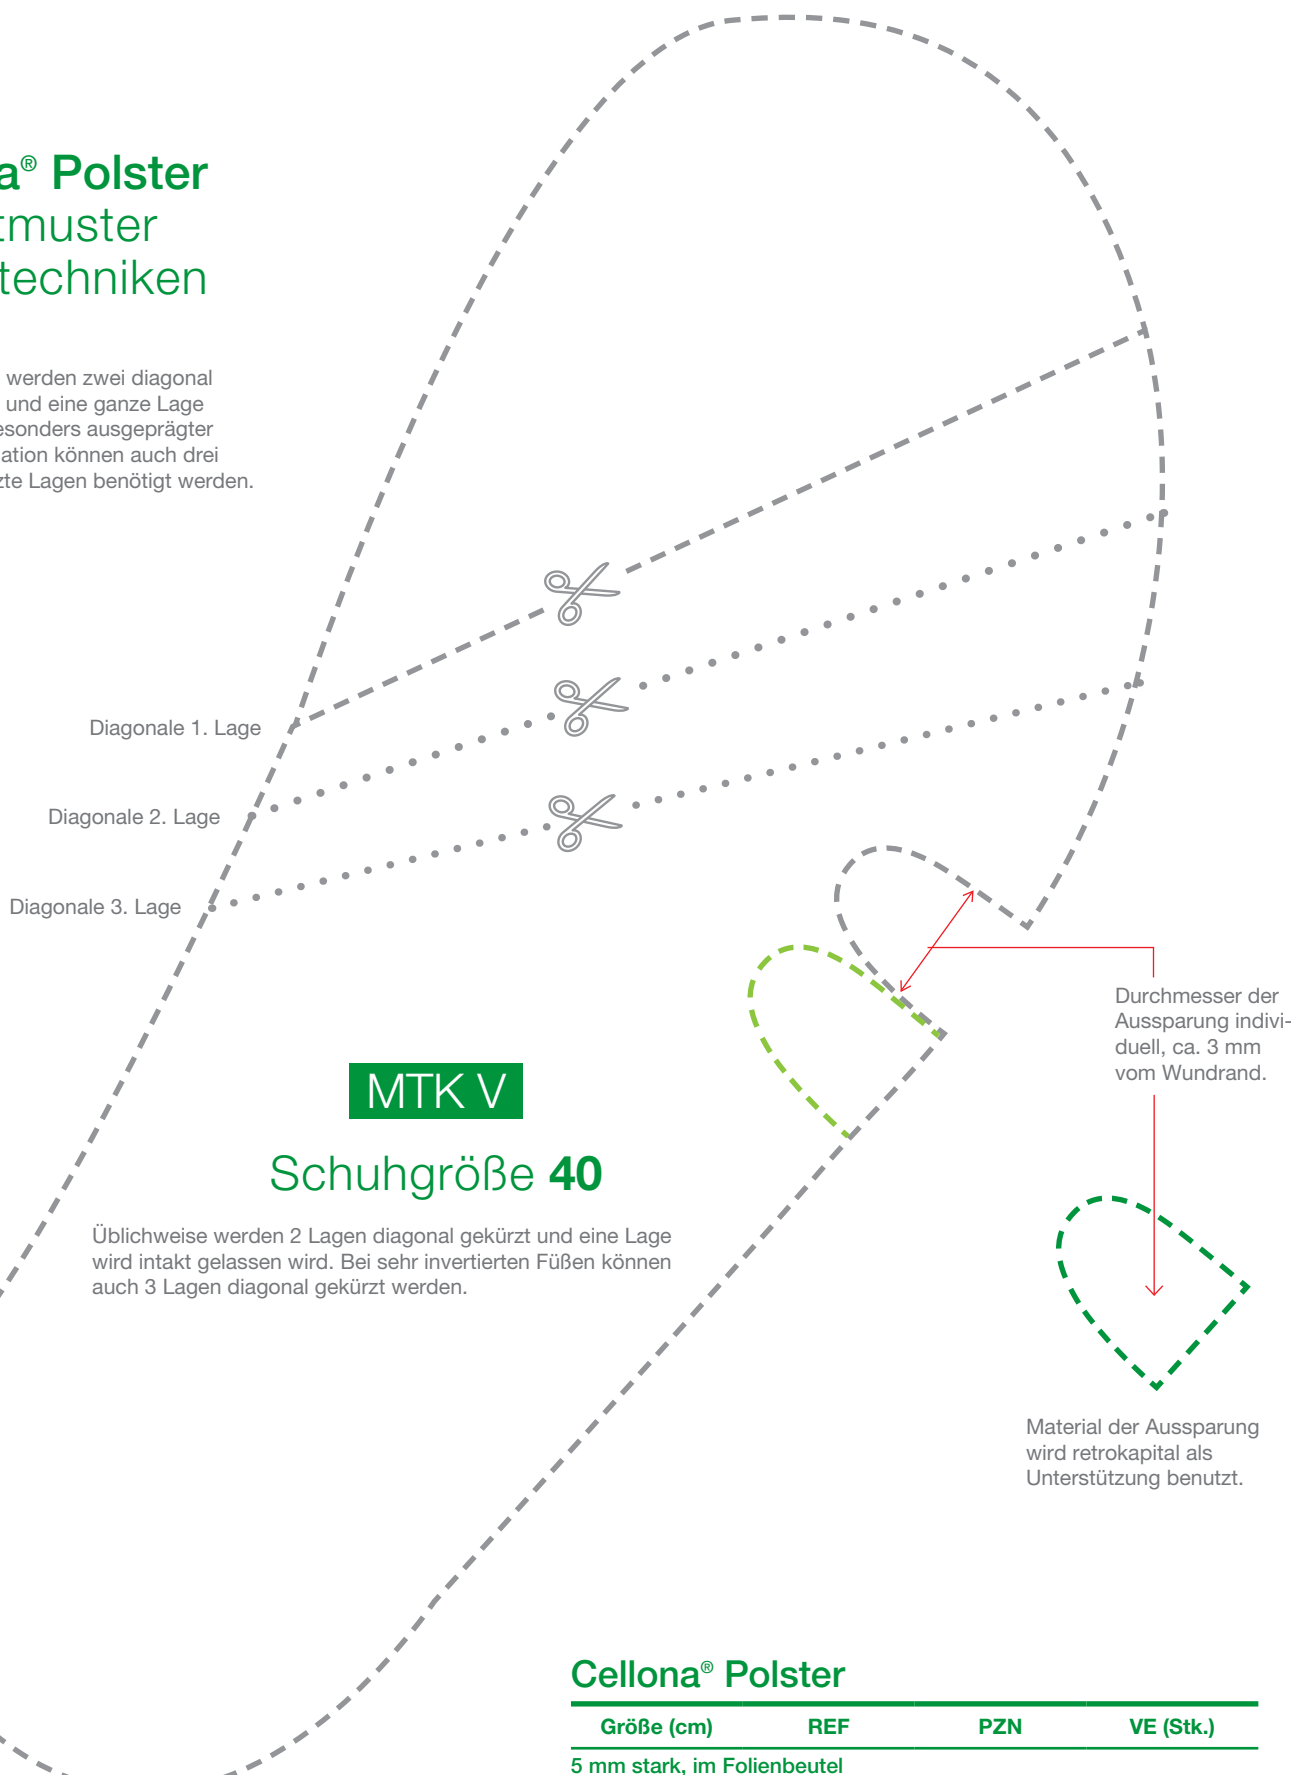 a® Polster
tmuster
techniken
werden zwei diagonal
und eine ganze Lage
esonders ausgeprägter
ation können auch drei
zte Lagen benötigt werden.
Diagonale 1. Lage
Diagonale 2. Lage
Diagonale 3. Lage
Durchmesser der
Aussparung indivi-
duell, ca. 3 mm
vom Wundrand.
MTK V
Schuhgröße 40
Üblichweise werden 2 Lagen diagonal gekürzt und eine Lage
wird intakt gelassen wird. Bei sehr invertierten Füßen können
auch 3 Lagen diagonal gekürzt werden.
Material der Aussparung
wird retrokapital als
Unterstützung benutzt.
Cellona® Polster
Größe (cm) REF PZN VE (Stk.)
5 mm stark, im Folienbeutel